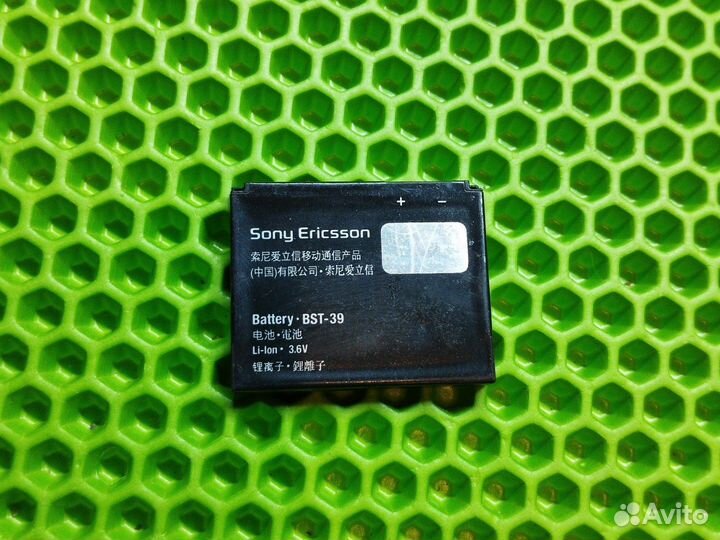 + −
Sony Ericsson
索尼爱立信移动通信产品
(中国)有限公司·索尼爱立信
Battery · BST-39
电池·電池
Li-Ion · 3.6V
锂离子·鋰離子
Avito